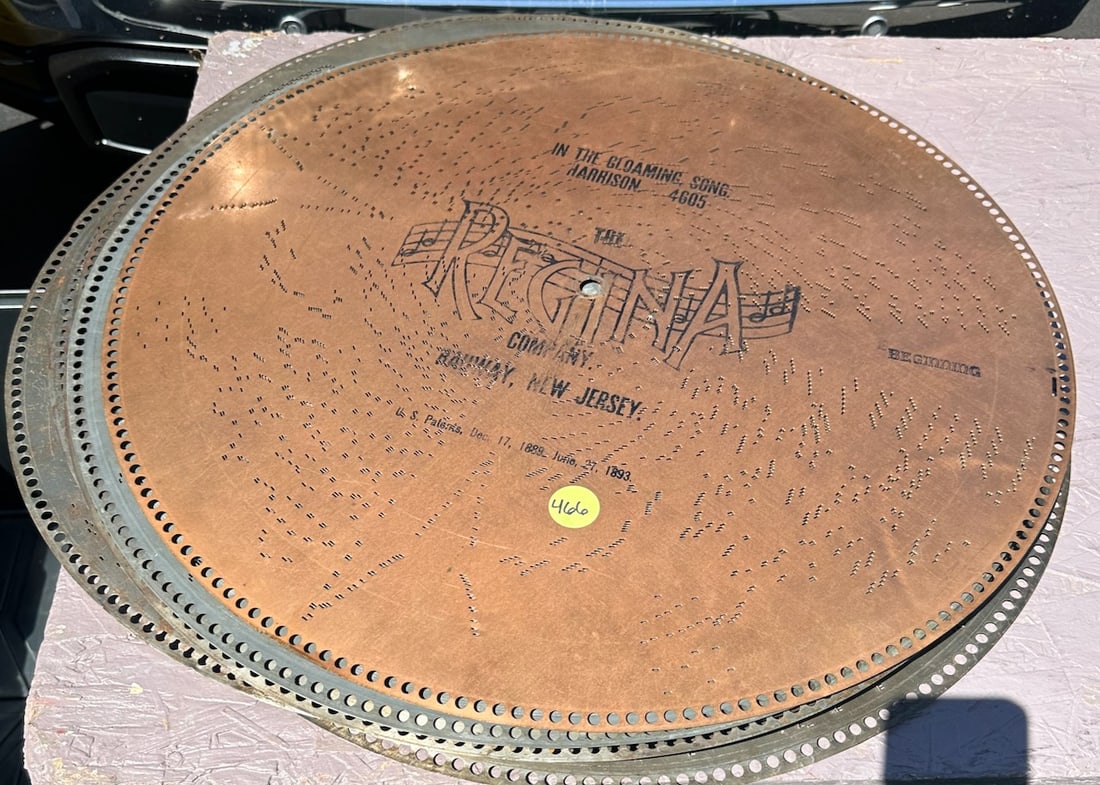 IN THE GLOAMING, SONG.
HARRISON. 4605
THE
REGINA
COMPANY.
RAHWAY, NEW JERSEY.
U. S. Patents, Dec. 17, 1889. June, 27, 1893.
BEGINNING
466